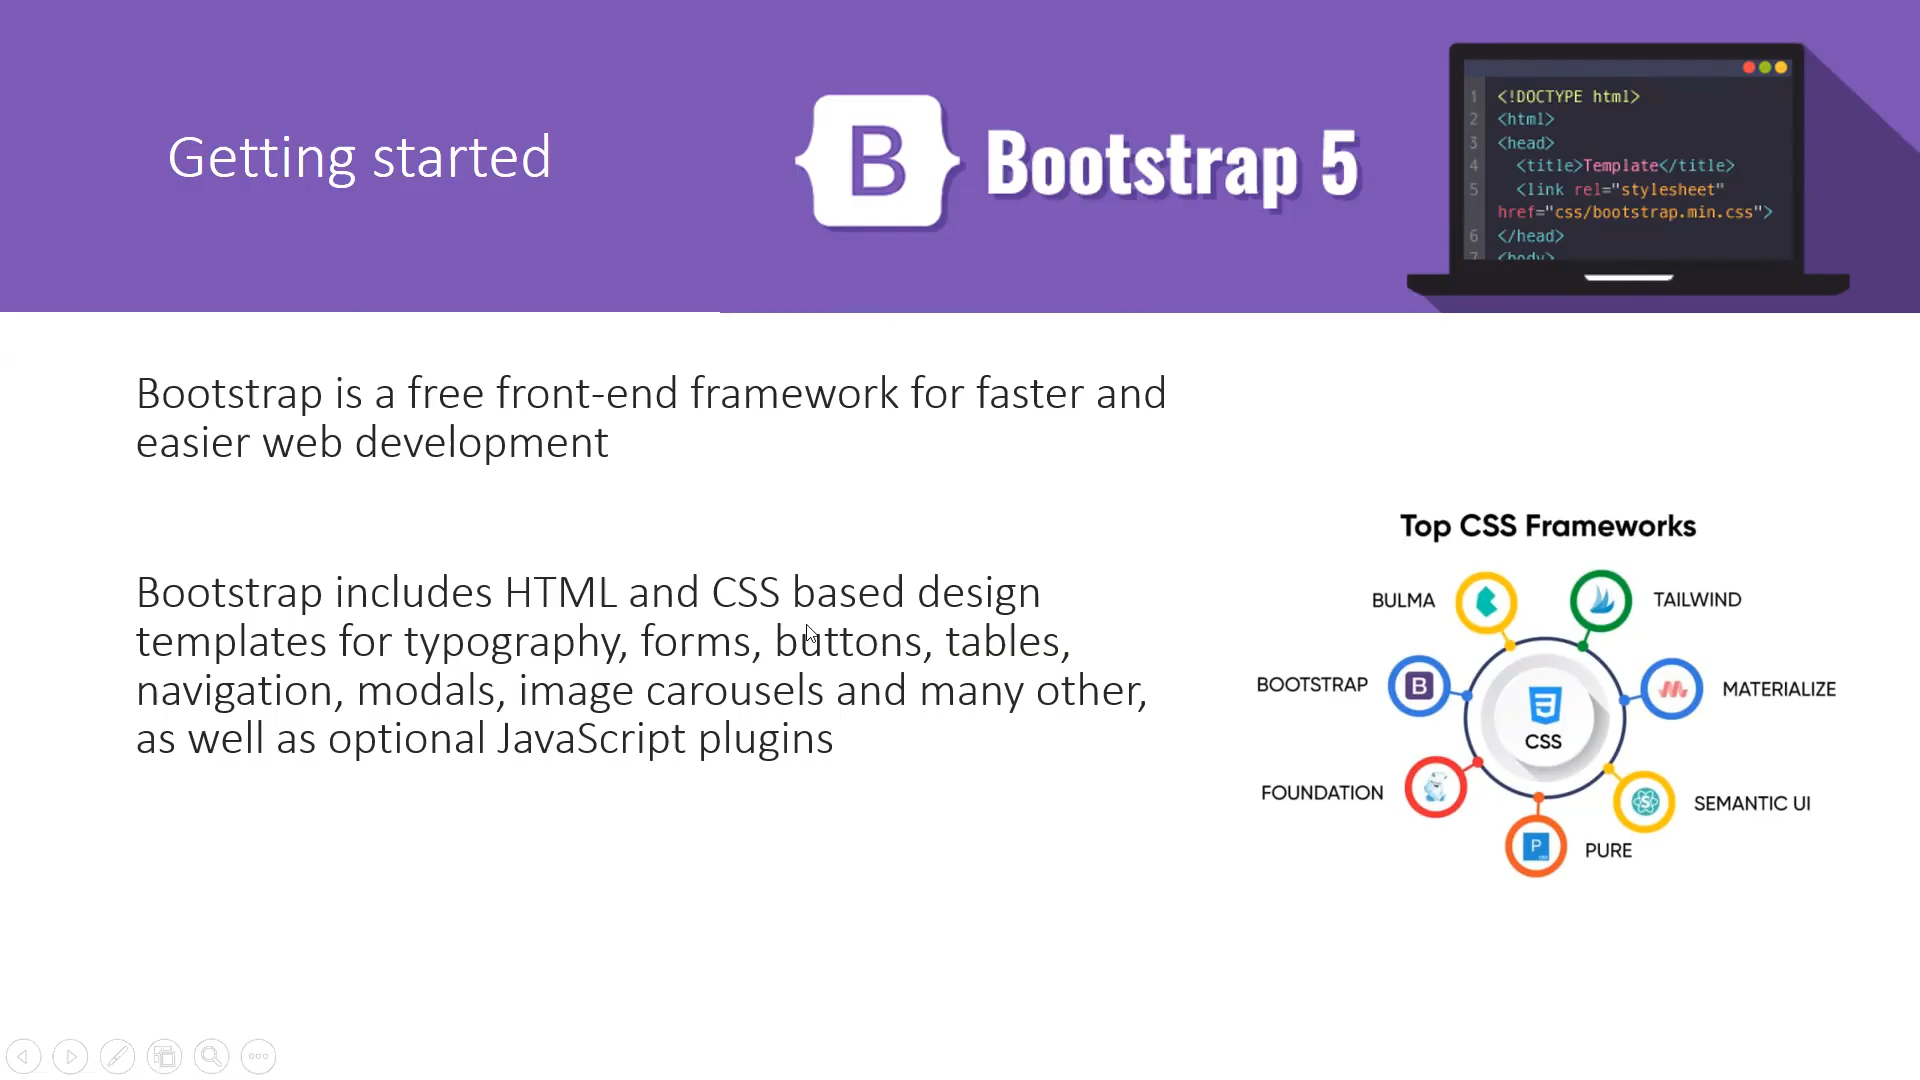 Getting started
B
Bootstrap 5
1 <!DOCTYPE html>
2 <html>
3 <head>
4 <title>Template</title>
5 <link rel="stylesheet"
href="css/bootstrap.min.css">
6 </head>
7 <body>
Bootstrap is a free front-end framework for faster and
easier web development
Bootstrap includes HTML and CSS based design
templates for typography, forms, buttons, tables,
navigation, modals, image carousels and many other,
as well as optional JavaScript plugins
Top CSS Frameworks
BULMA
TAILWIND
BOOTSTRAP
B
MATERIALIZE
3
CSS
FOUNDATION
S
SEMANTIC UI
P
PURE